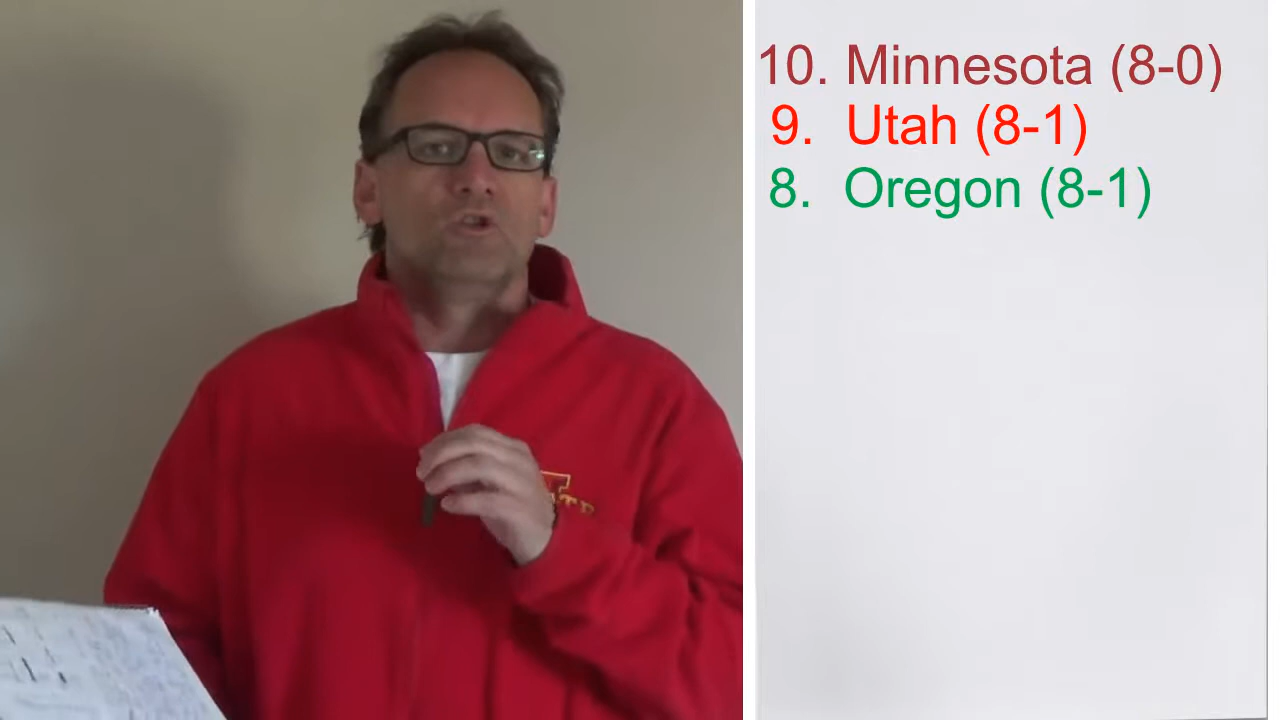 10. Minnesota (8-0)
9. Utah (8-1)
8. Oregon (8-1)